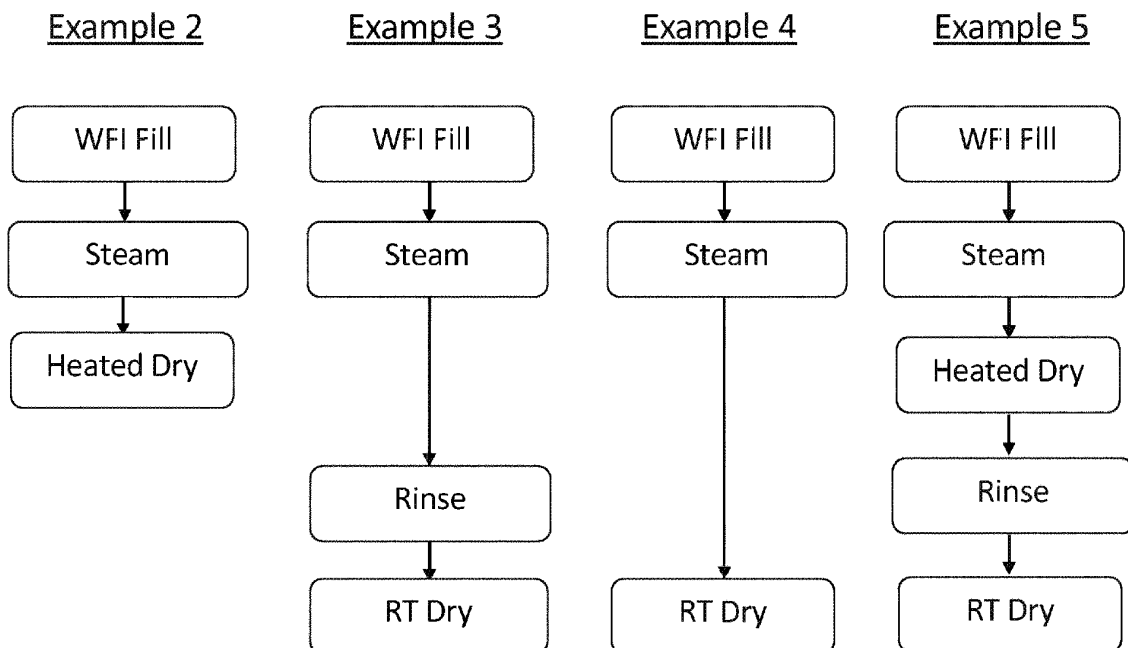 Example 2
Example 3
Example 4
Example 5
WFI Fill
WFI Fill
WFI Fill
WFI Fill
Steam
Steam
Steam
Steam
Heated Dry
Heated Dry
Rinse
Rinse
RT Dry
RT Dry
RT Dry